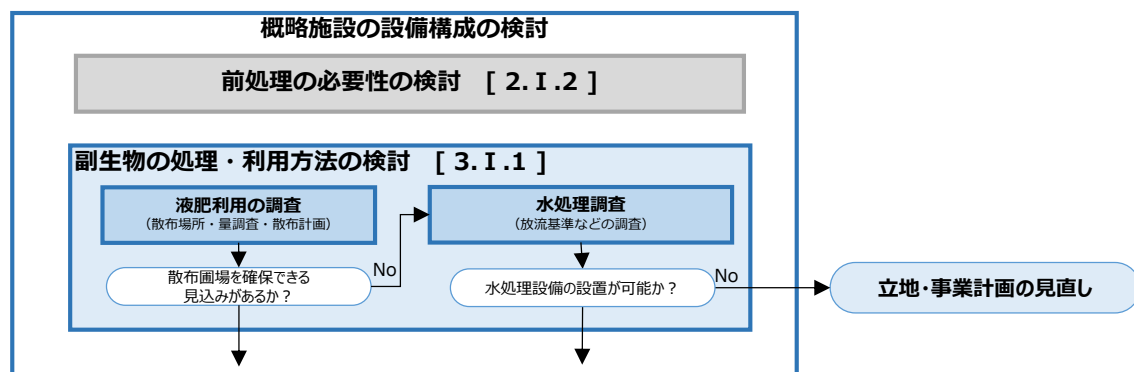 概略施設の設備構成の検討
前処理の必要性の検討 [ 2.Ⅰ.2 ]
副生物の処理・利用方法の検討 [ 3.Ⅰ.1 ]
液肥利用の調査
（散布場所・量調査・散布計画）
水処理調査
（放流基準などの調査）
散布圃場を確保できる
見込みがあるか？
No
水処理設備の設置が可能か？
No
立地・事業計画の見直し